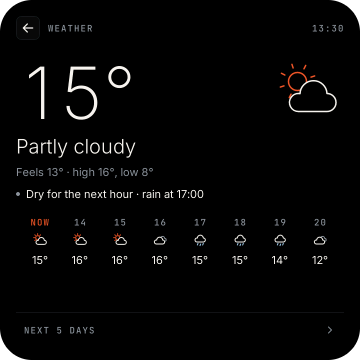 WEATHER 13:30
15°
Partly cloudy
Feels 13° · high 16°, low 8°
Dry for the next hour · rain at 17:00
NOW 14 15 16 17 18 19 20
15° 16° 16° 16° 15° 15° 14° 12°
NEXT 5 DAYS